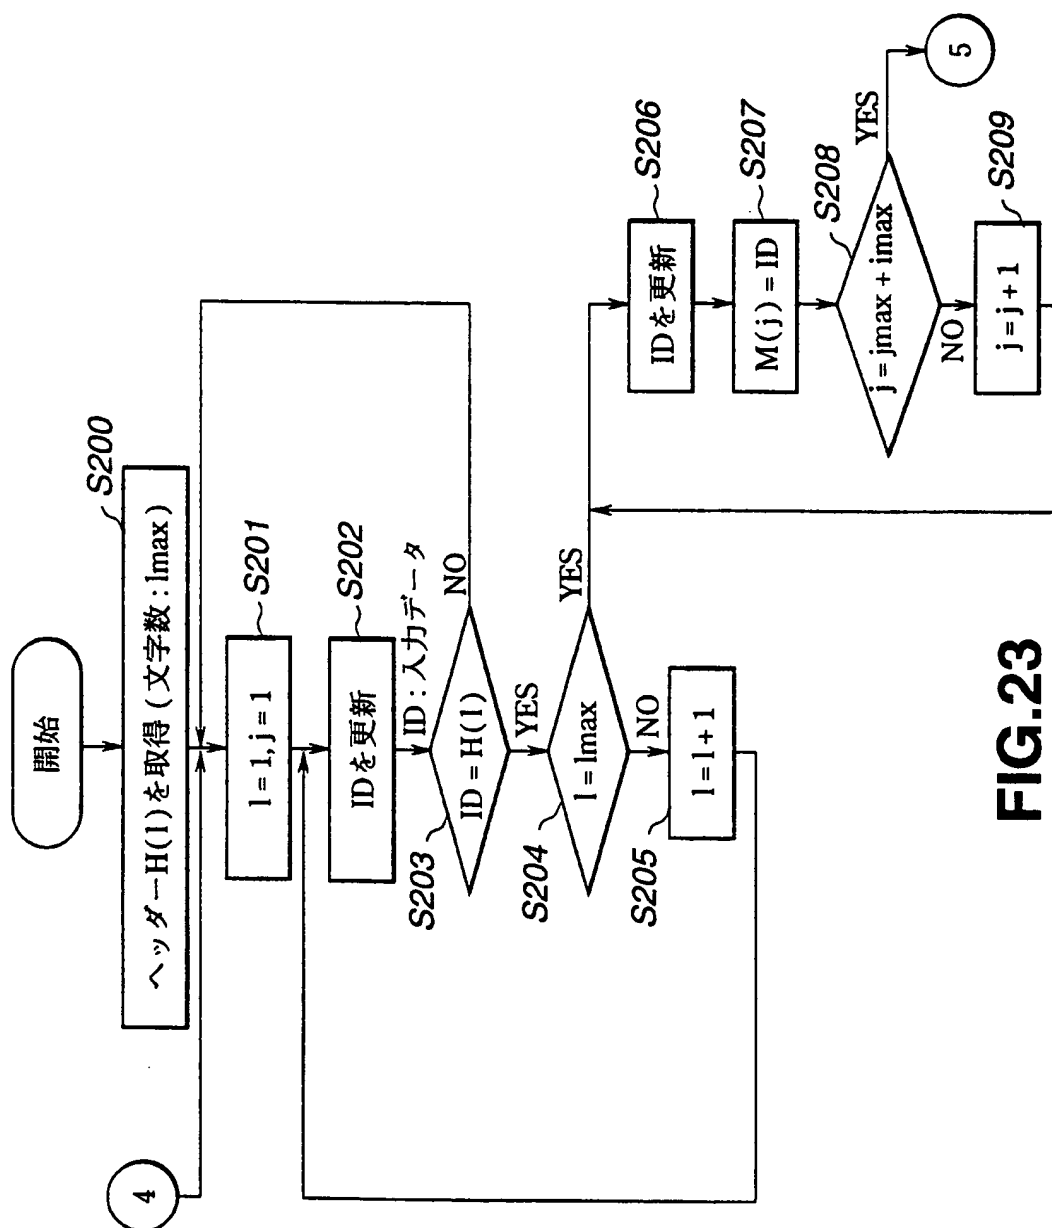 開始
S200
ヘッダーH(l)を取得(文字数:lmax)
4
S201
l = 1, j = 1
S202
IDを更新
ID:入力データ
S203
ID = H(l)
NO
YES
S204
l = lmax
YES
NO
S205
l = l + 1
S206
IDを更新
S207
M(j) = ID
S208
j = jmax + imax
YES
5
NO
S209
j = j + 1
FIG.23